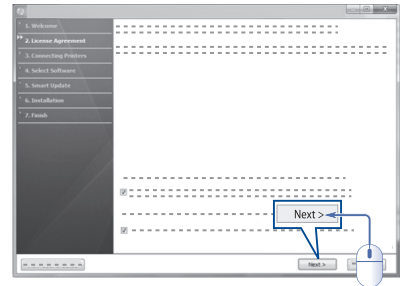 1. Welcome
2. License Agreement
3. Connecting Printers
4. Select Software
5. Smart Update
6. Installation
7. Finish
Next >
Next >